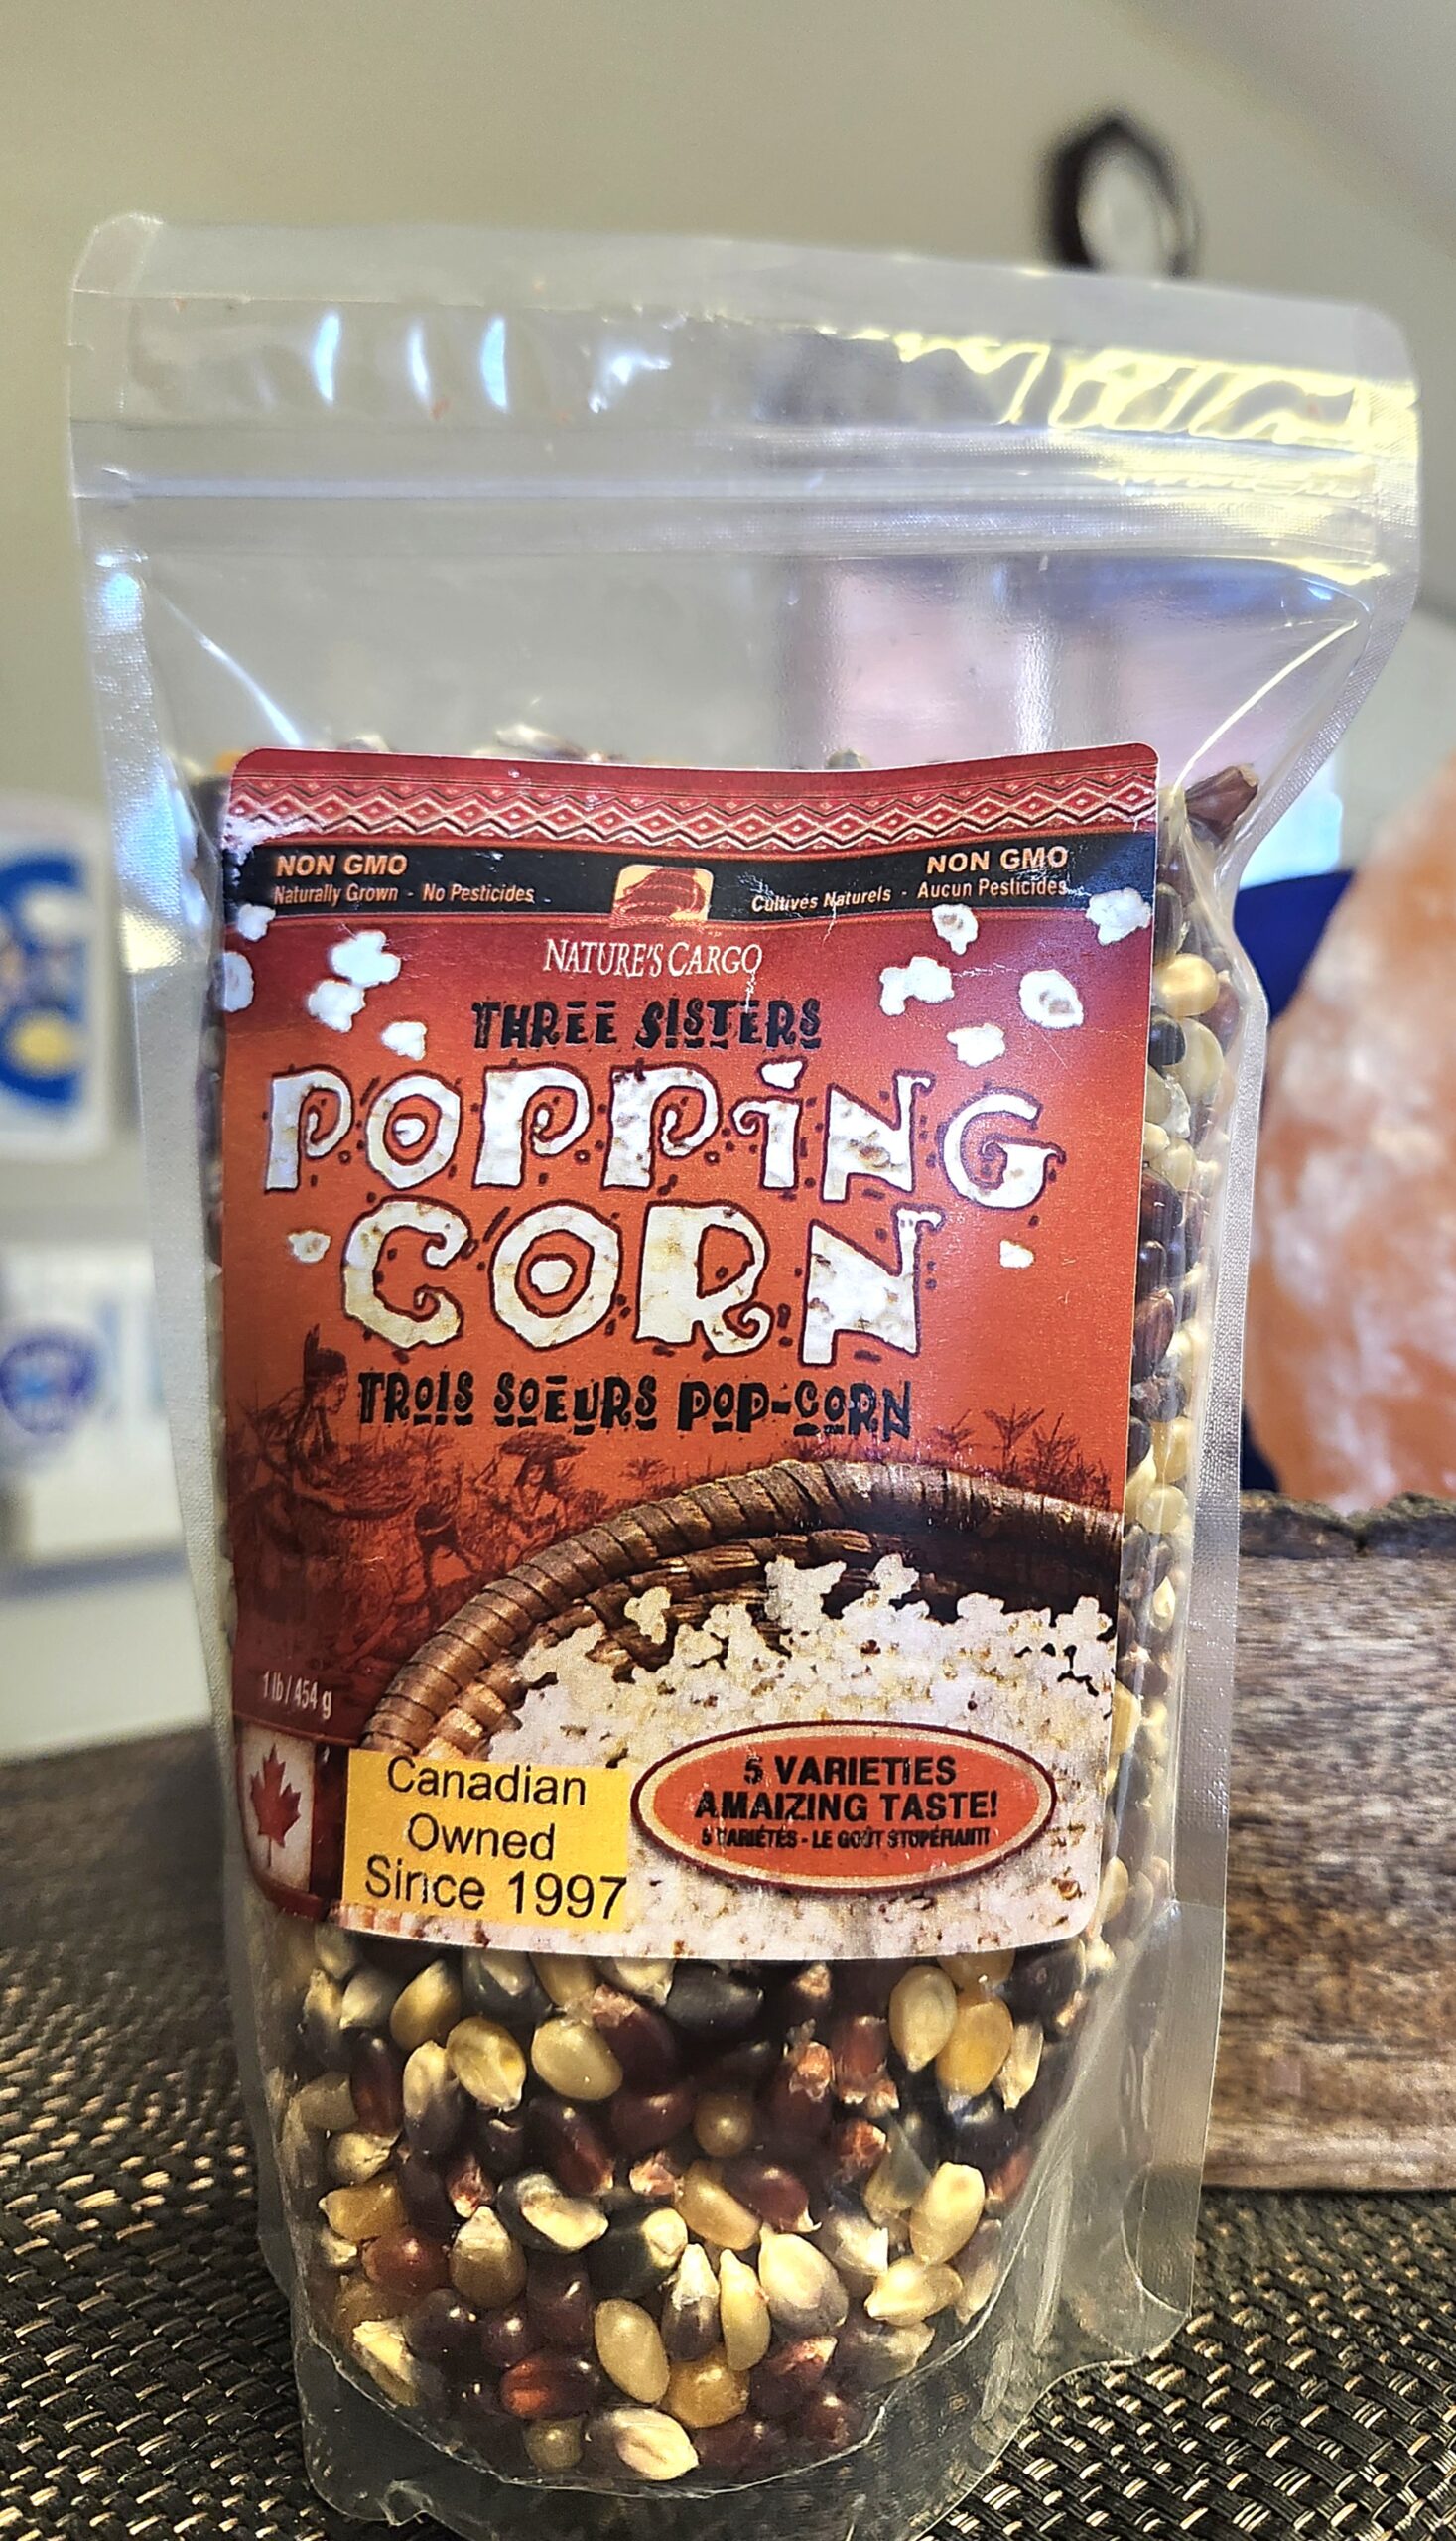 NON GMO
Naturally Grown - No Pesticides
NON GMO
Cultives Naturels - Aucun Pesticides
NATURE'S CARGO
THREE SISTERS
POPPiNG
CORN
TROIS SOEURS POP-CORN
1 lb / 454 g
Canadian
Owned
Since 1997
5 VARIETIES
AMAIZING TASTE!
5 VARIÉTÉS - LE GOÛT STUPÉFIANT!